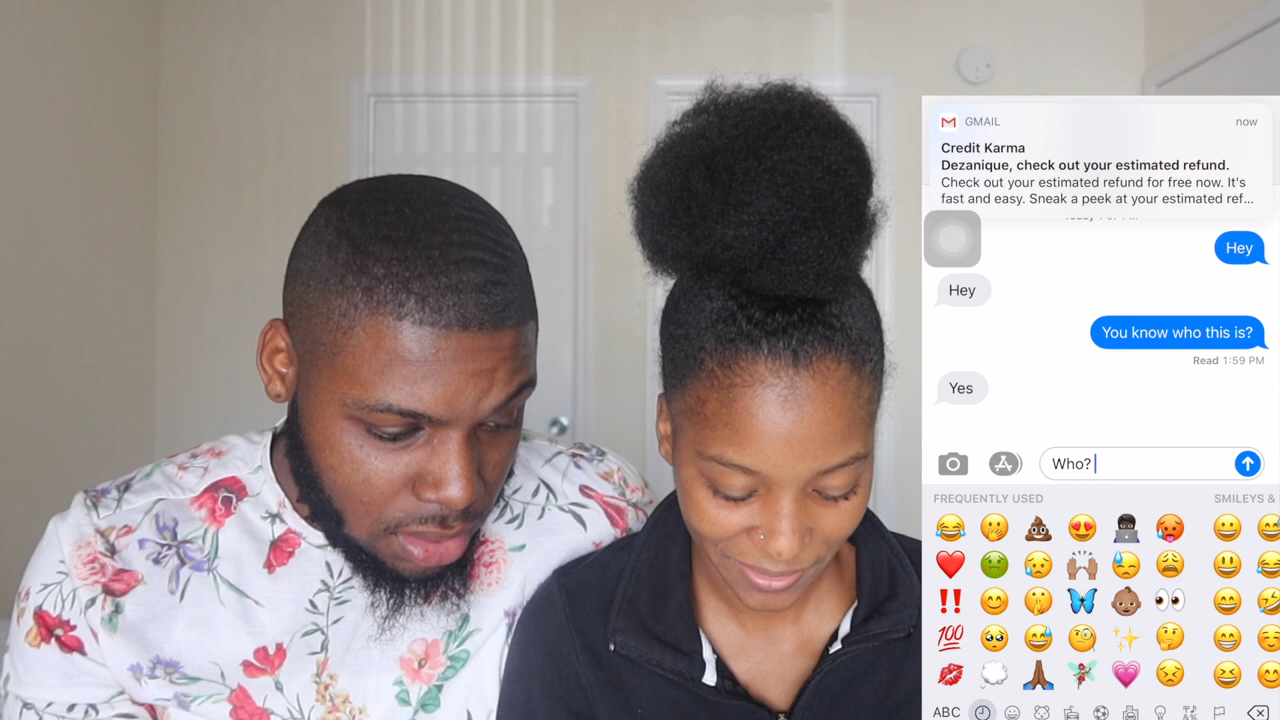 GMAIL
now
Credit Karma
Dezanique, check out your estimated refund.
Check out your estimated refund for free now. It's
fast and easy. Sneak a peek at your estimated ref...
Hey
Hey
You know who this is?
Read 1:59 PM
Yes
Who?
FREQUENTLY USED
SMILEYS &
ABC